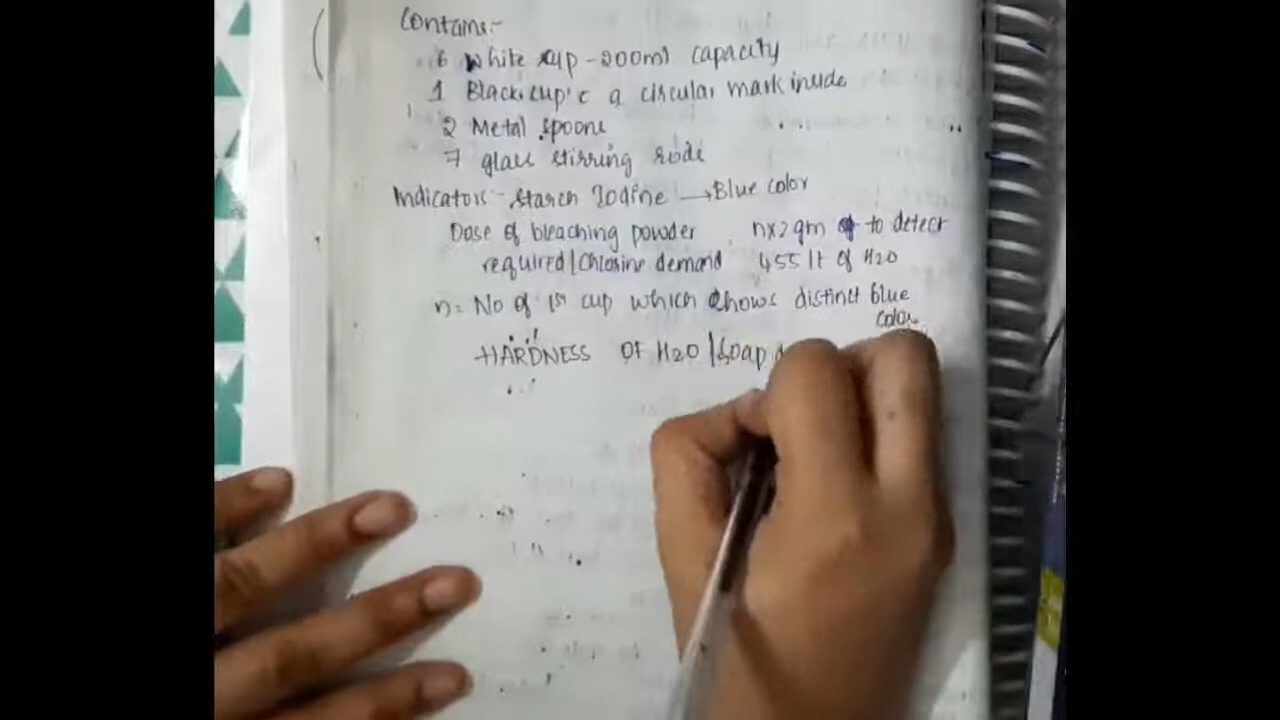 Contains:-
6 White cup - 200ml capacity
1 Black cup c a circular mark inside
2 Metal spoons
7 glass stirring rods
Indicators - Starch Iodine → Blue color
Dose of bleaching powder nx2gm to detect
required/Chlorine demand 455 lt of H2O
n= No of 1st cup which shows distinct blue
color
HARDNESS OF H2O /Soap